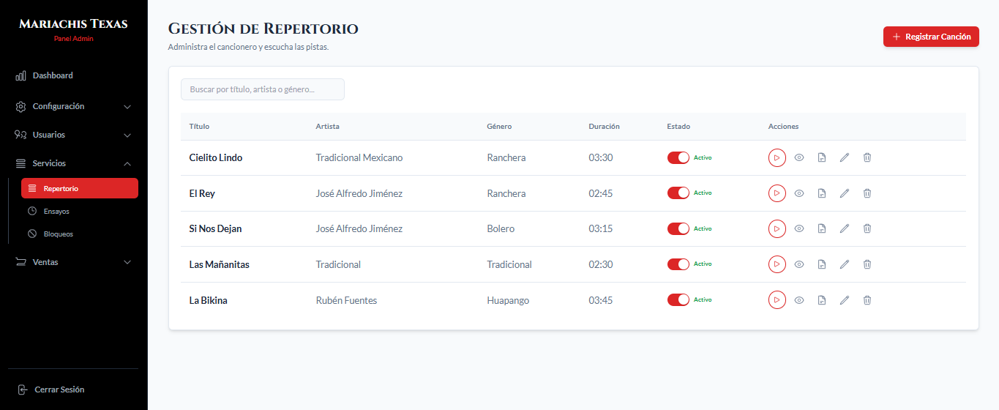 Mariachis Texas
Panel Admin
Dashboard
Configuración
Usuarios
Servicios
Repertorio
Ensayos
Bloqueos
Ventas
Cerrar Sesión
Gestión de Repertorio
Administra el cancionero y escucha las pistas.
+ Registrar Canción
Buscar por título, artista o género...
Título Artista Género Duración Estado Acciones
Cielito Lindo Tradicional Mexicano Ranchera 03:30 Activo
El Rey José Alfredo Jiménez Ranchera 02:45 Activo
Si Nos Dejan José Alfredo Jiménez Bolero 03:15 Activo
Las Mañanitas Tradicional Tradicional 02:30 Activo
La Bikina Rubén Fuentes Huapango 03:45 Activo